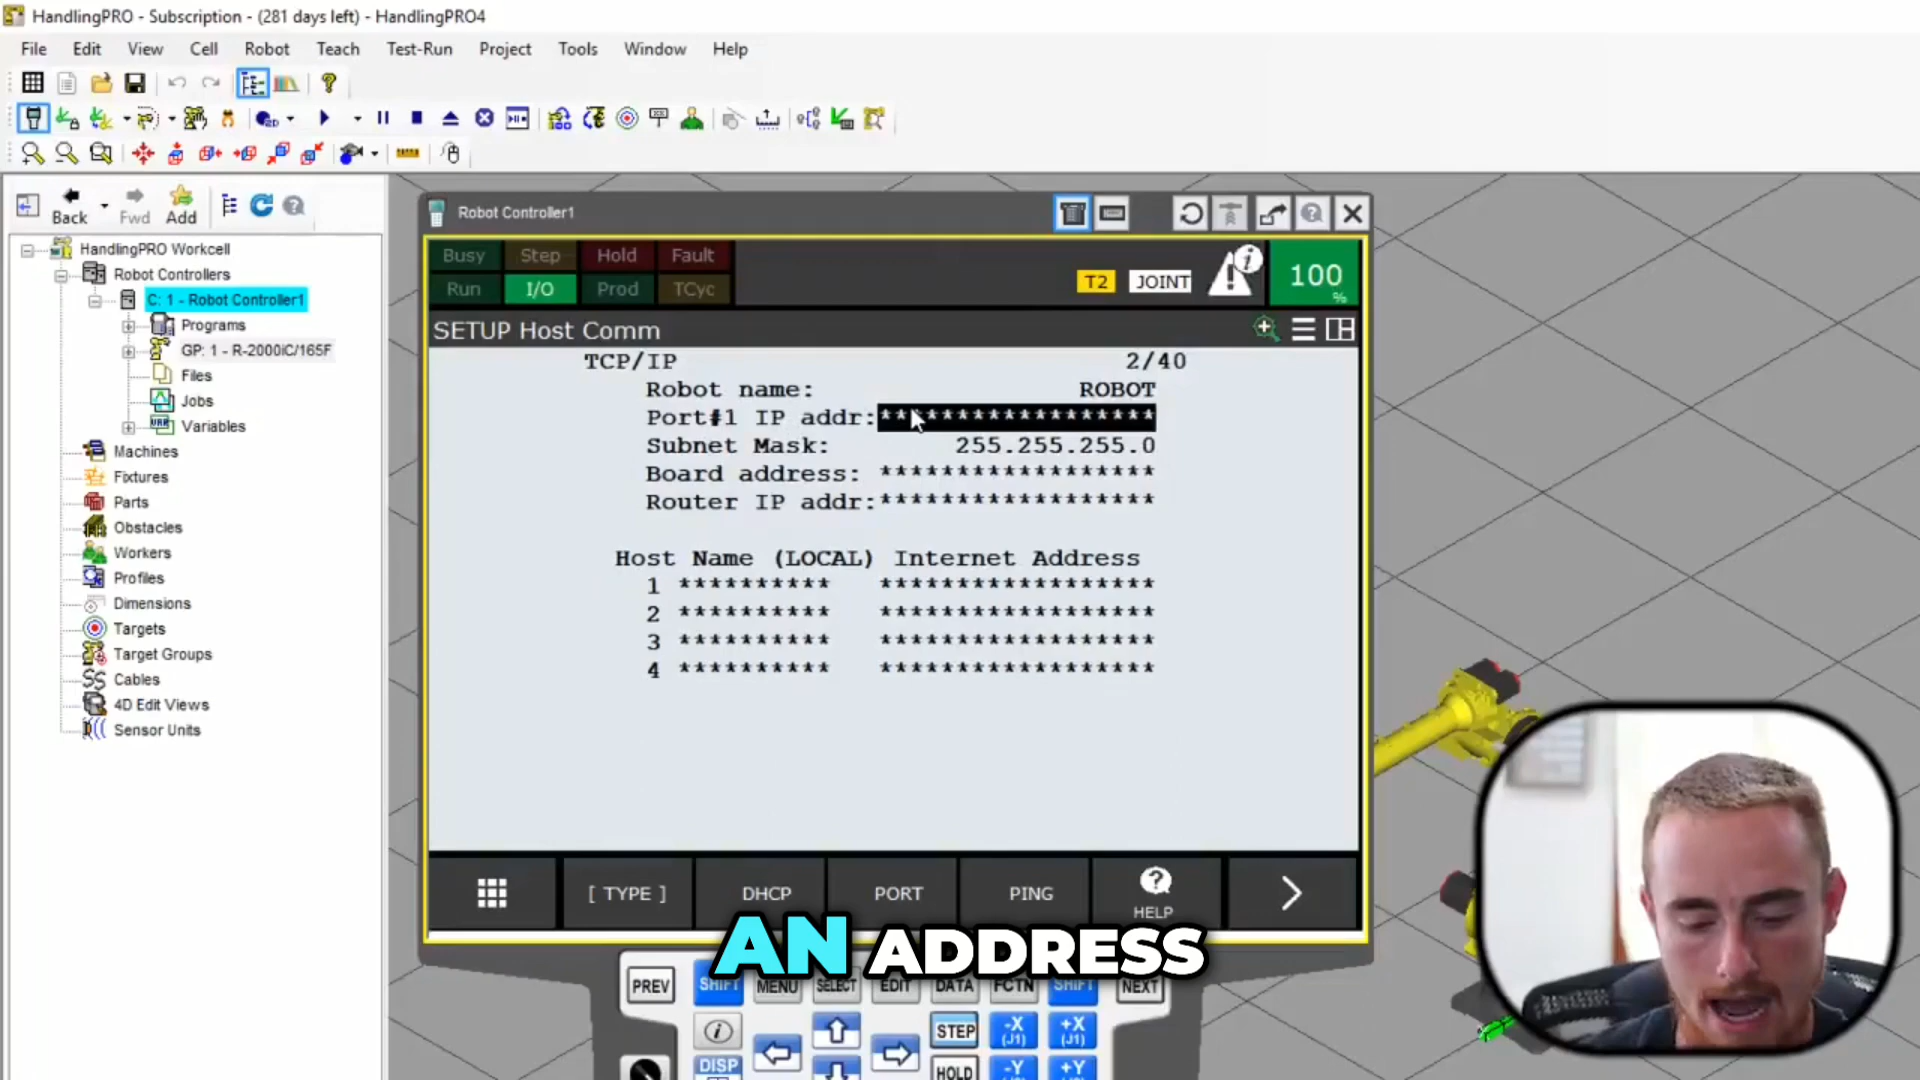 HandlingPRO - Subscription - (281 days left) - HandlingPRO4
File Edit View Cell Robot Teach Test-Run Project Tools Window Help
Back Fwd Add
HandlingPRO Workcell
Robot Controllers
C: 1 - Robot Controller1
Programs
GP: 1 - R-2000iC/165F
Files
Jobs
Variables
Machines
Fixtures
Parts
Obstacles
Workers
Profiles
Dimensions
Targets
Target Groups
Cables
4D Edit Views
Sensor Units
Robot Controller1
Busy Step Hold Fault
Run I/O Prod TCyc
T2 JOINT 100 %
SETUP Host Comm
TCP/IP 2/40
Robot name: ROBOT
Port#1 IP addr:******************
Subnet Mask: 255.255.255.0
Board address: ******************
Router IP addr:******************
Host Name (LOCAL) Internet Address
1 ********** ******************
2 ********** ******************
3 ********** ******************
4 ********** ******************
[ TYPE ] DHCP PORT PING HELP
AN ADDRESS
PREV SHIFT MENU SELECT EDIT DATA FCTN SHIFT NEXT
STEP -X (J1) +X (J1)
DISP HOLD -Y +Y